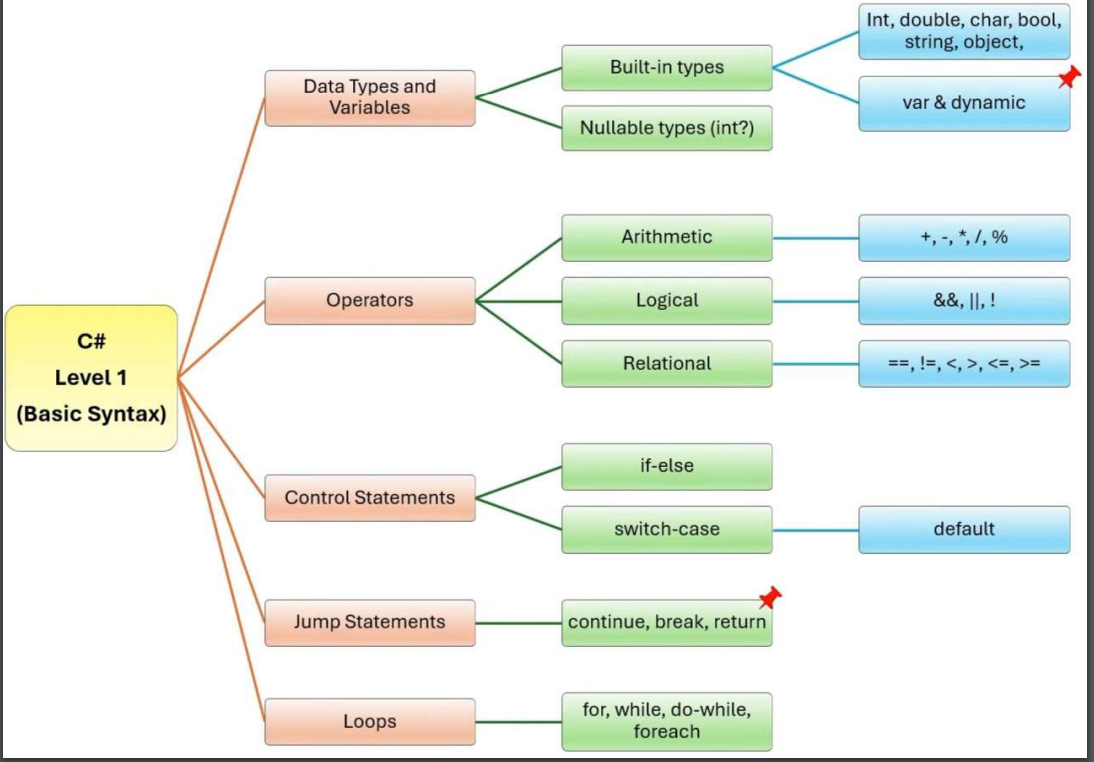 C#
Level 1
(Basic Syntax)
Data Types and
Variables
Built-in types
Int, double, char, bool,
string, object,
var & dynamic
Nullable types (int?)
Operators
Arithmetic
+, -, *, /, %
Logical
&&, ||, !
Relational
==, !=, <, >, <=, >=
Control Statements
if-else
switch-case
default
Jump Statements
continue, break, return
Loops
for, while, do-while,
foreach